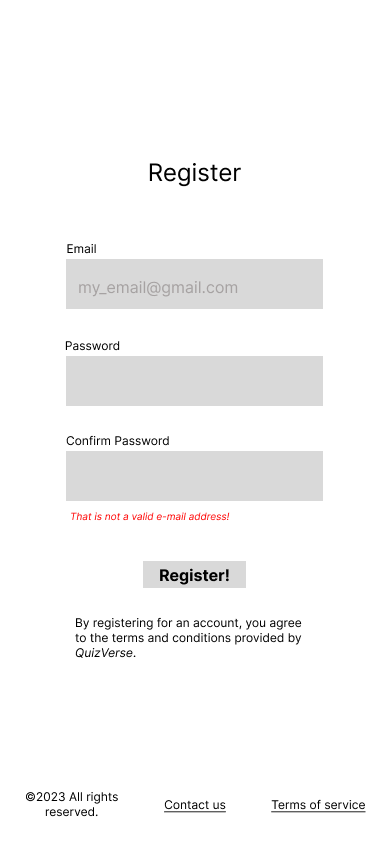 Register
Email
my_email@gmail.com
Password
Confirm Password
That is not a valid e-mail address!
Register!
By registering for an account, you agree
to the terms and conditions provided by
QuizVerse.
©2023 All rights
reserved.
Contact us
Terms of service